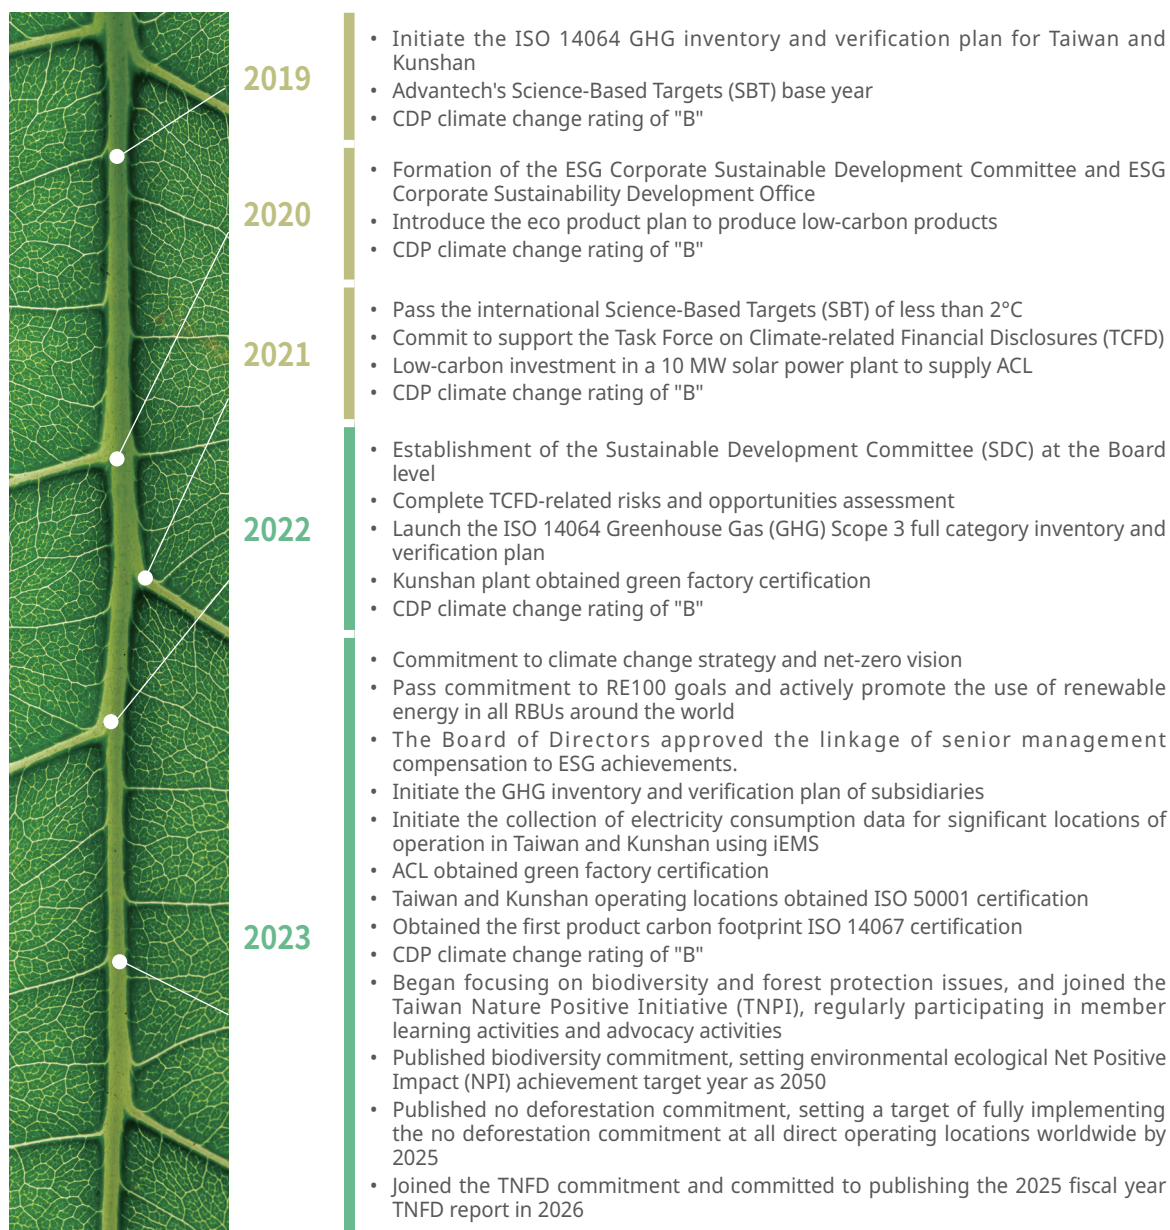 2019
• Initiate the ISO 14064 GHG inventory and verification plan for Taiwan and
Kunshan
• Advantech's Science-Based Targets (SBT) base year
• CDP climate change rating of "B"
2020
• Formation of the ESG Corporate Sustainable Development Committee and ESG
Corporate Sustainability Development Office
• Introduce the eco product plan to produce low-carbon products
• CDP climate change rating of "B"
2021
• Pass the international Science-Based Targets (SBT) of less than 2°C
• Commit to support the Task Force on Climate-related Financial Disclosures (TCFD)
• Low-carbon investment in a 10 MW solar power plant to supply ACL
• CDP climate change rating of "B"
2022
• Establishment of the Sustainable Development Committee (SDC) at the Board
level
• Complete TCFD-related risks and opportunities assessment
• Launch the ISO 14064 Greenhouse Gas (GHG) Scope 3 full category inventory and
verification plan
• Kunshan plant obtained green factory certification
• CDP climate change rating of "B"
2023
• Commitment to climate change strategy and net-zero vision
• Pass commitment to RE100 goals and actively promote the use of renewable
energy in all RBUs around the world
• The Board of Directors approved the linkage of senior management
compensation to ESG achievements.
• Initiate the GHG inventory and verification plan of subsidiaries
• Initiate the collection of electricity consumption data for significant locations of
operation in Taiwan and Kunshan using iEMS
• ACL obtained green factory certification
• Taiwan and Kunshan operating locations obtained ISO 50001 certification
• Obtained the first product carbon footprint ISO 14067 certification
• CDP climate change rating of "B"
• Began focusing on biodiversity and forest protection issues, and joined the
Taiwan Nature Positive Initiative (TNPI), regularly participating in member
learning activities and advocacy activities
• Published biodiversity commitment, setting environmental ecological Net Positive
Impact (NPI) achievement target year as 2050
• Published no deforestation commitment, setting a target of fully implementing
the no deforestation commitment at all direct operating locations worldwide by
2025
• Joined the TNFD commitment and committed to publishing the 2025 fiscal year
TNFD report in 2026